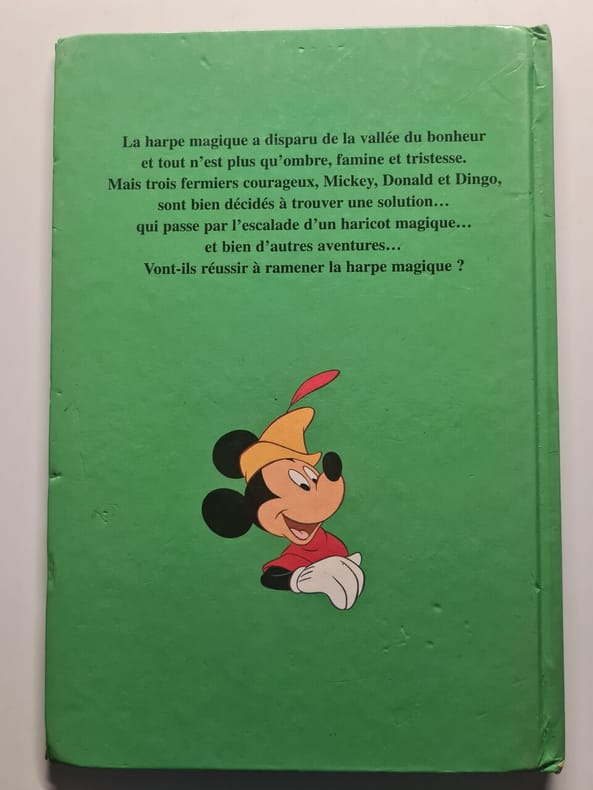 La harpe magique a disparu de la vallée du bonheur
et tout n'est plus qu'ombre, famine et tristesse.
Mais trois fermiers courageux, Mickey, Donald et Dingo,
sont bien décidés à trouver une solution…
qui passe par l'escalade d'un haricot magique…
et bien d'autres aventures…
Vont-ils réussir à ramener la harpe magique ?